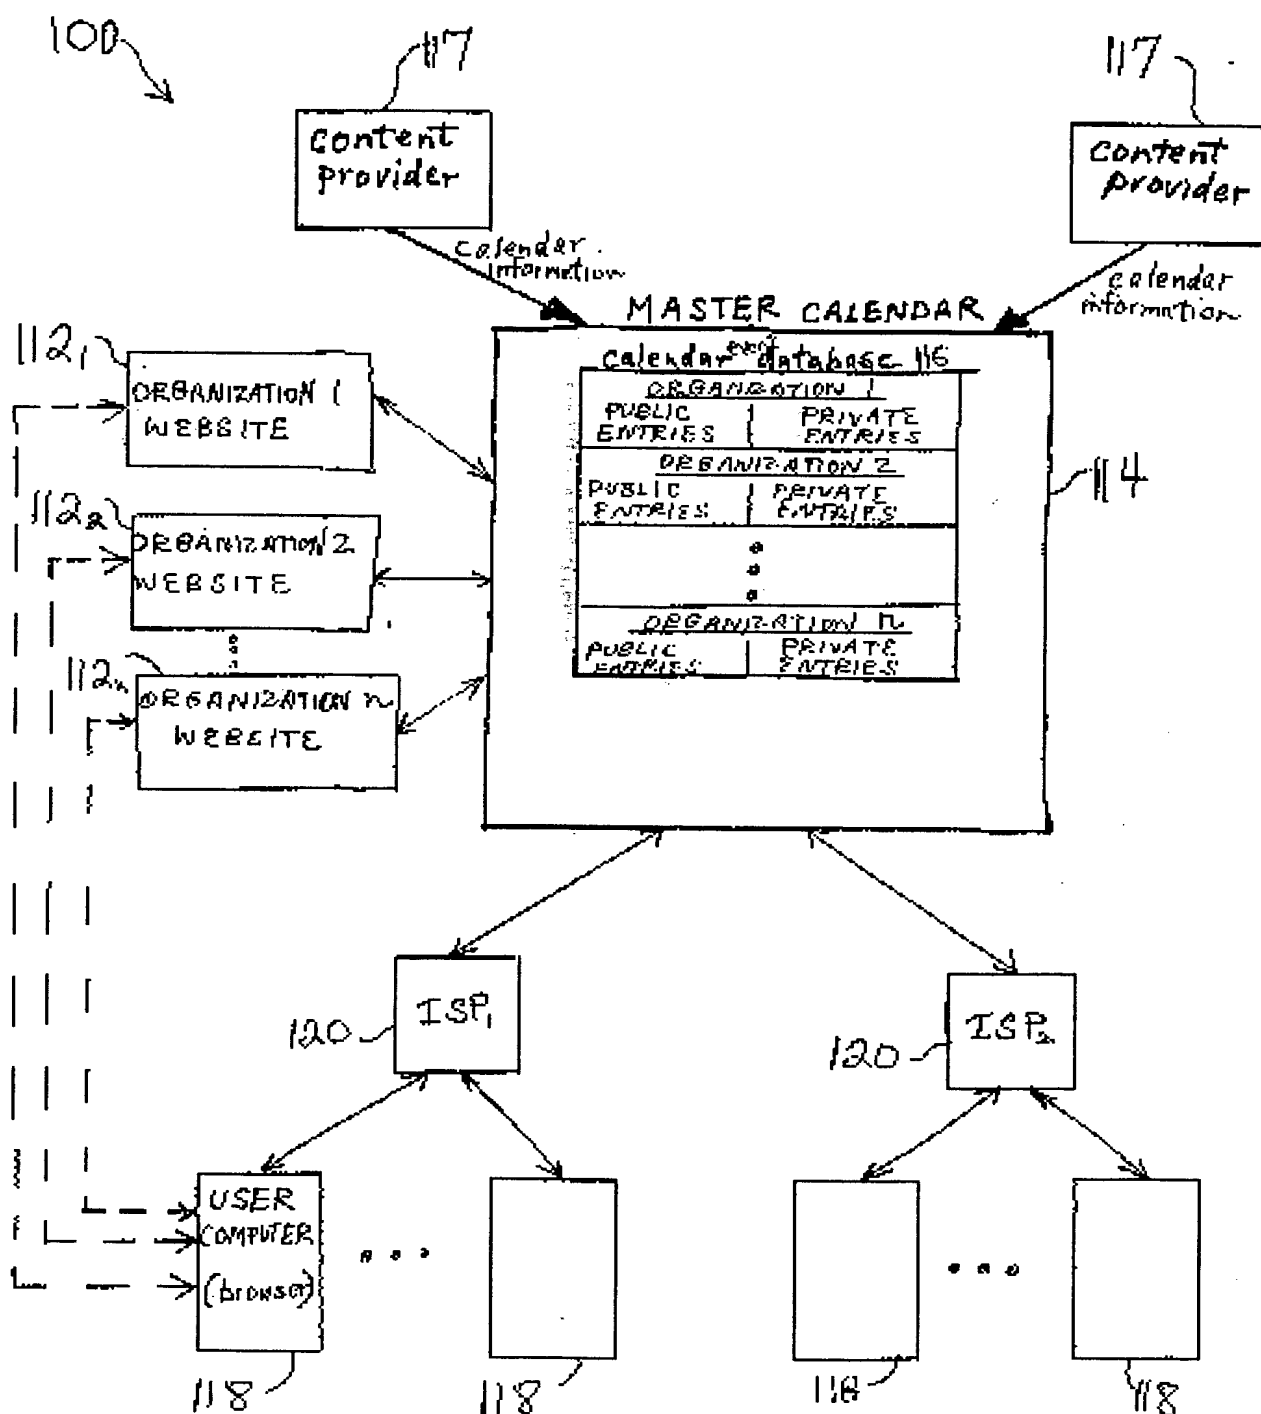 100
117
117
content
provider
content
provider
calendar
information
calendar
information
MASTER CALENDAR
calendar event database 116
ORGANIZATION 1
PUBLIC
ENTRIES
PRIVATE
ENTRIES
ORGANIZATION 2
PUBLIC
ENTRIES
PRIVATE
ENTRIES
ORGANIZATION n
PUBLIC
ENTRIES
PRIVATE
ENTRIES
114
112₁
ORGANIZATION 1
WEBSITE
112₂
ORGANIZATION 2
WEBSITE
112ₙ
ORGANIZATION n
WEBSITE
120
ISP₁
120
ISP₂
USER
COMPUTER
(browser)
118
118
118
118